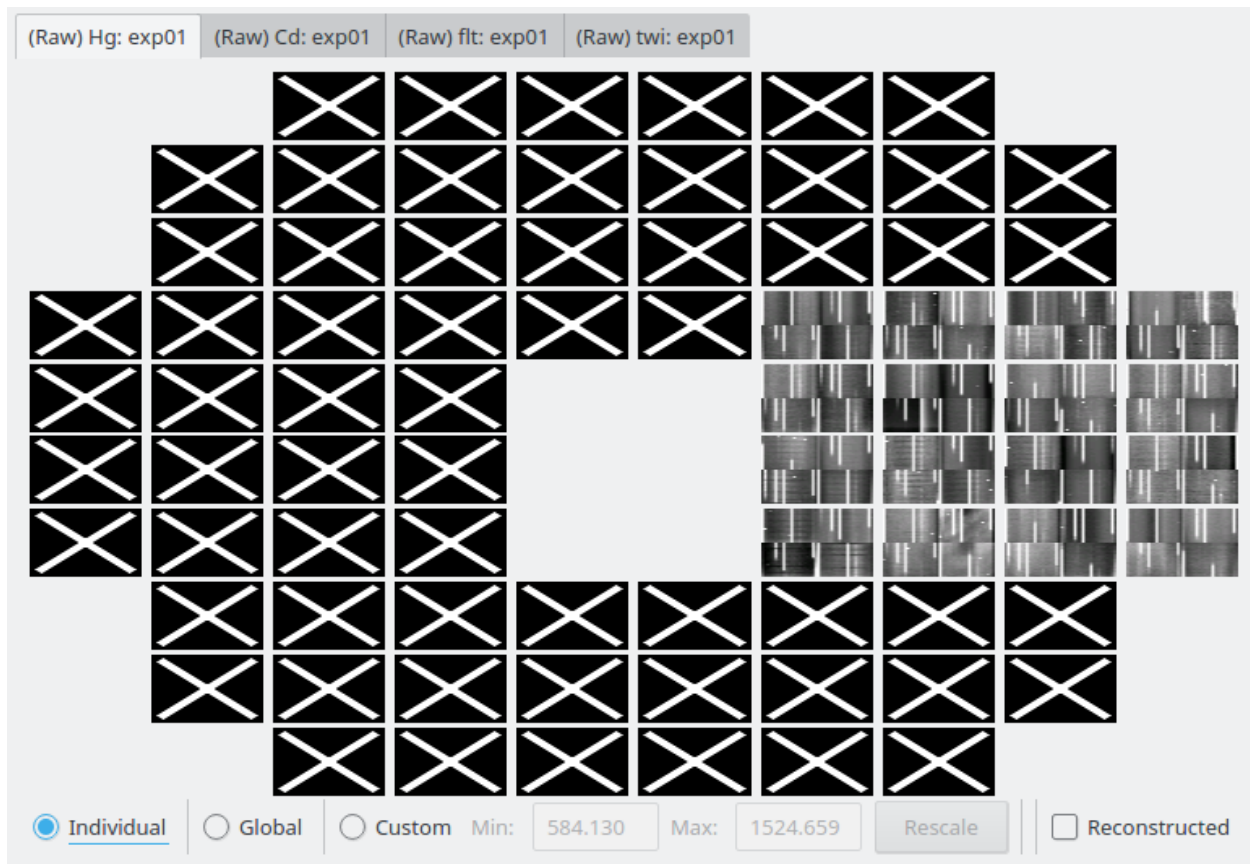 (Raw) Hg: exp01 (Raw) Cd: exp01 (Raw) flt: exp01 (Raw) twi: exp01
Individual Global Custom Min: 584.130 Max: 1524.659 Rescale Reconstructed